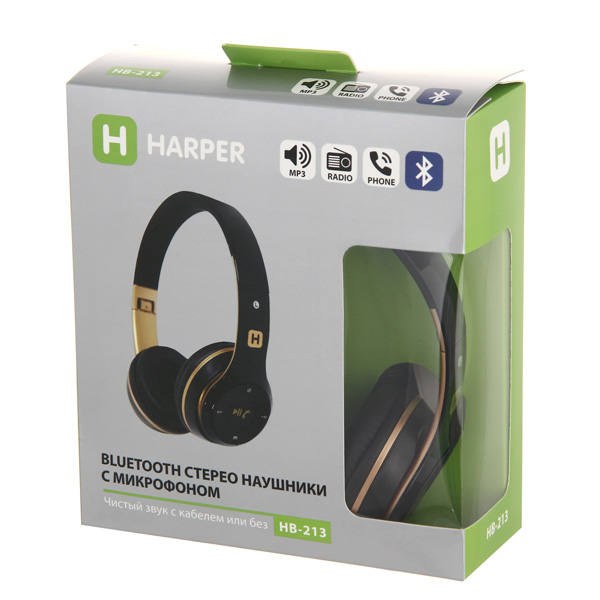 HB-213
MP3 RADIO PHONE
H HARPER
MP3 RADIO PHONE
L
H
BLUETOOTH СТЕРЕО НАУШНИКИ
С МИКРОФОНОМ
Чистый звук с кабелем или без HB-213
HB-213